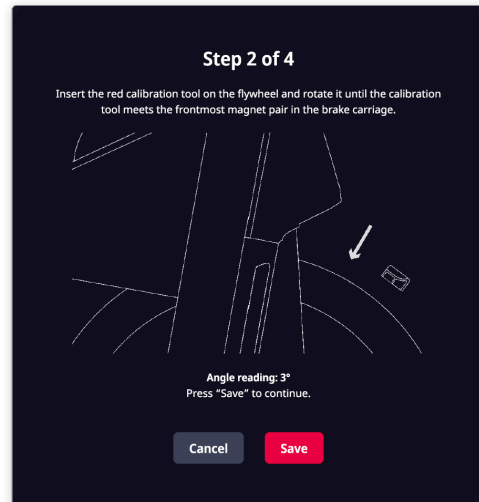 Step 2 of 4
Insert the red calibration tool on the flywheel and rotate it until the calibration
tool meets the frontmost magnet pair in the brake carriage.
Angle reading: 3°
Press “Save” to continue.
Cancel
Save